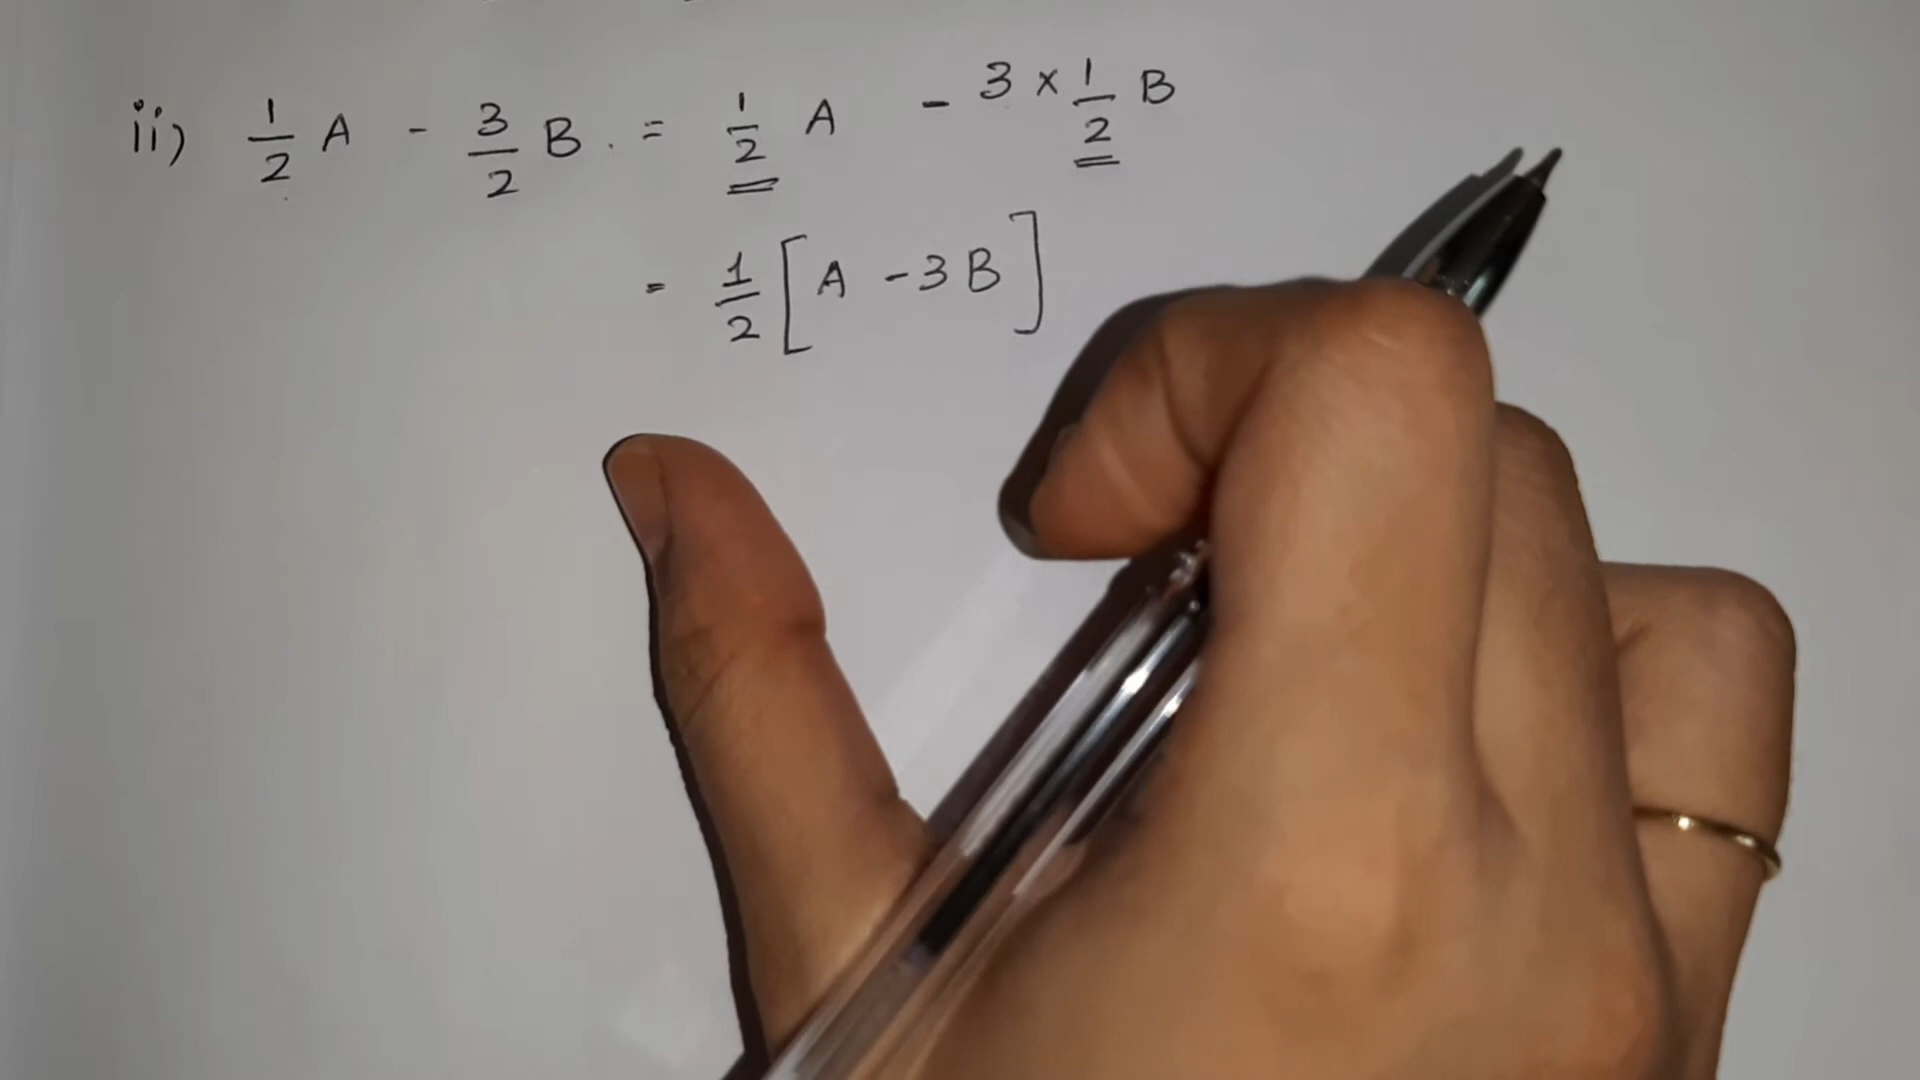 ii) 1/2 A - 3/2 B . = 1/2 A - 3 × 1/2 B
= 1/2 [A - 3B]